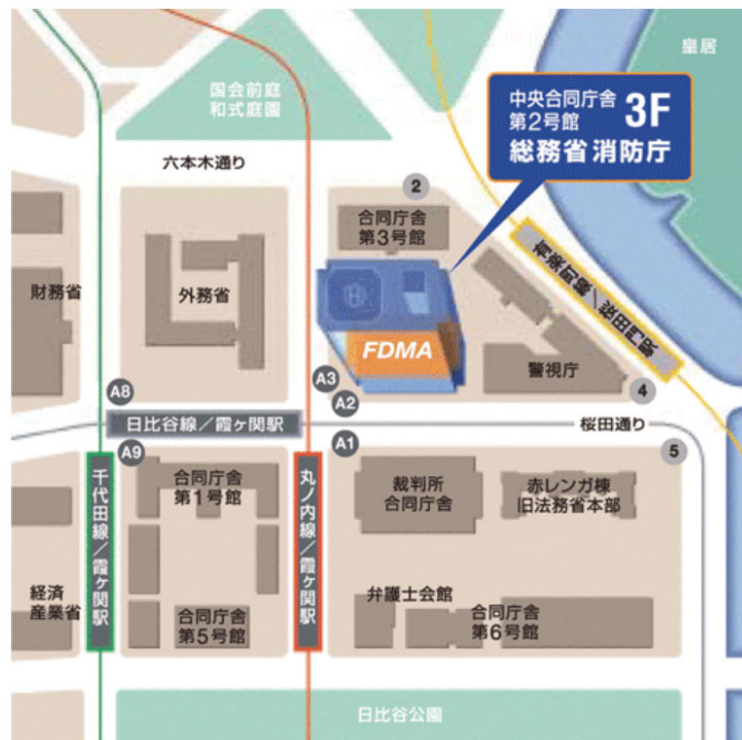 皇居
国会前庭
和式庭園
中央合同庁舎
第2号館
3F
総務省消防庁
六本木通り
2
合同庁舎
第3号館
有楽町線/桜田門駅
財務省
外務省
FDMA
警視庁
A8
A3
A2
4
日比谷線/霞ヶ関駅
桜田通り
A9
A1
5
千代田線/霞ヶ関駅
丸ノ内線/霞ヶ関駅
合同庁舎
第1号館
裁判所
合同庁舎
赤レンガ棟
旧法務省本部
経済
産業省
合同庁舎
第5号館
弁護士会館
合同庁舎
第6号館
日比谷公園